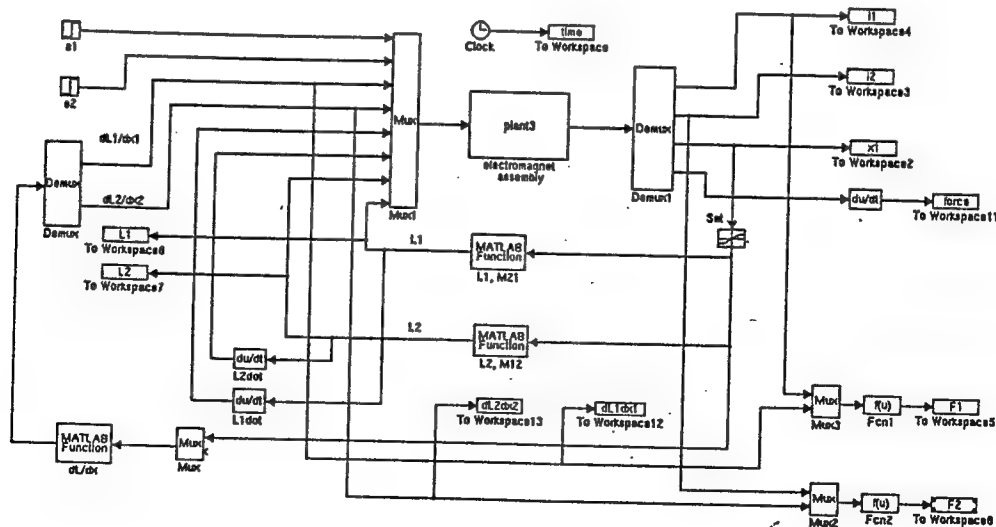 e1
e2
Clock
time
To Workspace
i1
To Workspace4
i2
To Workspace3
x1
To Workspace2
du/dt
force
To Workspace11
Mux
Mux1
plant3
electromagnet
assembly
Demux
Demux1
Sat
dL1/dx1
dL2/dx2
Demux
Demux
L1
To Workspace6
L2
To Workspace7
L1
MATLAB
Function
L1, M21
L2
MATLAB
Function
L2, M12
du/dt
L2dot
du/dt
L1dot
dL2dx2
To Workspace13
dL1dx1
To Workspace12
MATLAB
Function
dL/dx
Mux
Mux
Mux
Mux3
f(u)
Fcn1
F1
To Workspace5
Mux
Mux2
f(u)
Fcn2
F2